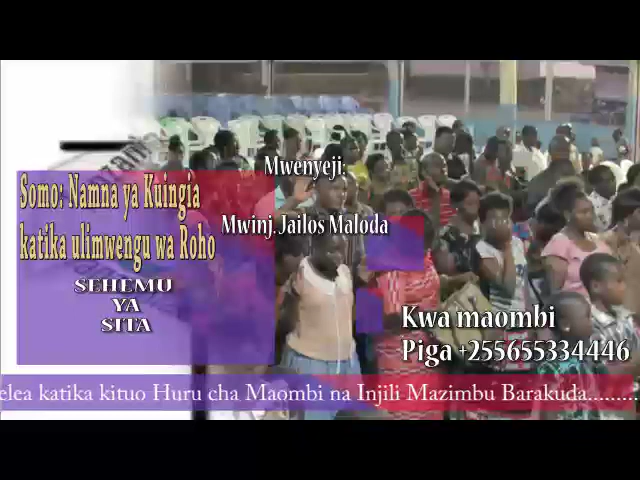 Mwenyeji:
Somo: Namna ya Kuingia
katika ulimwengu wa Roho
Mwinj. Jailos Maloda
SEHEMU
YA
SITA
Kwa maombi
Piga +255655334446
elea katika kituo Huru cha Maombi na Injili Mazimbu Barakuda.........